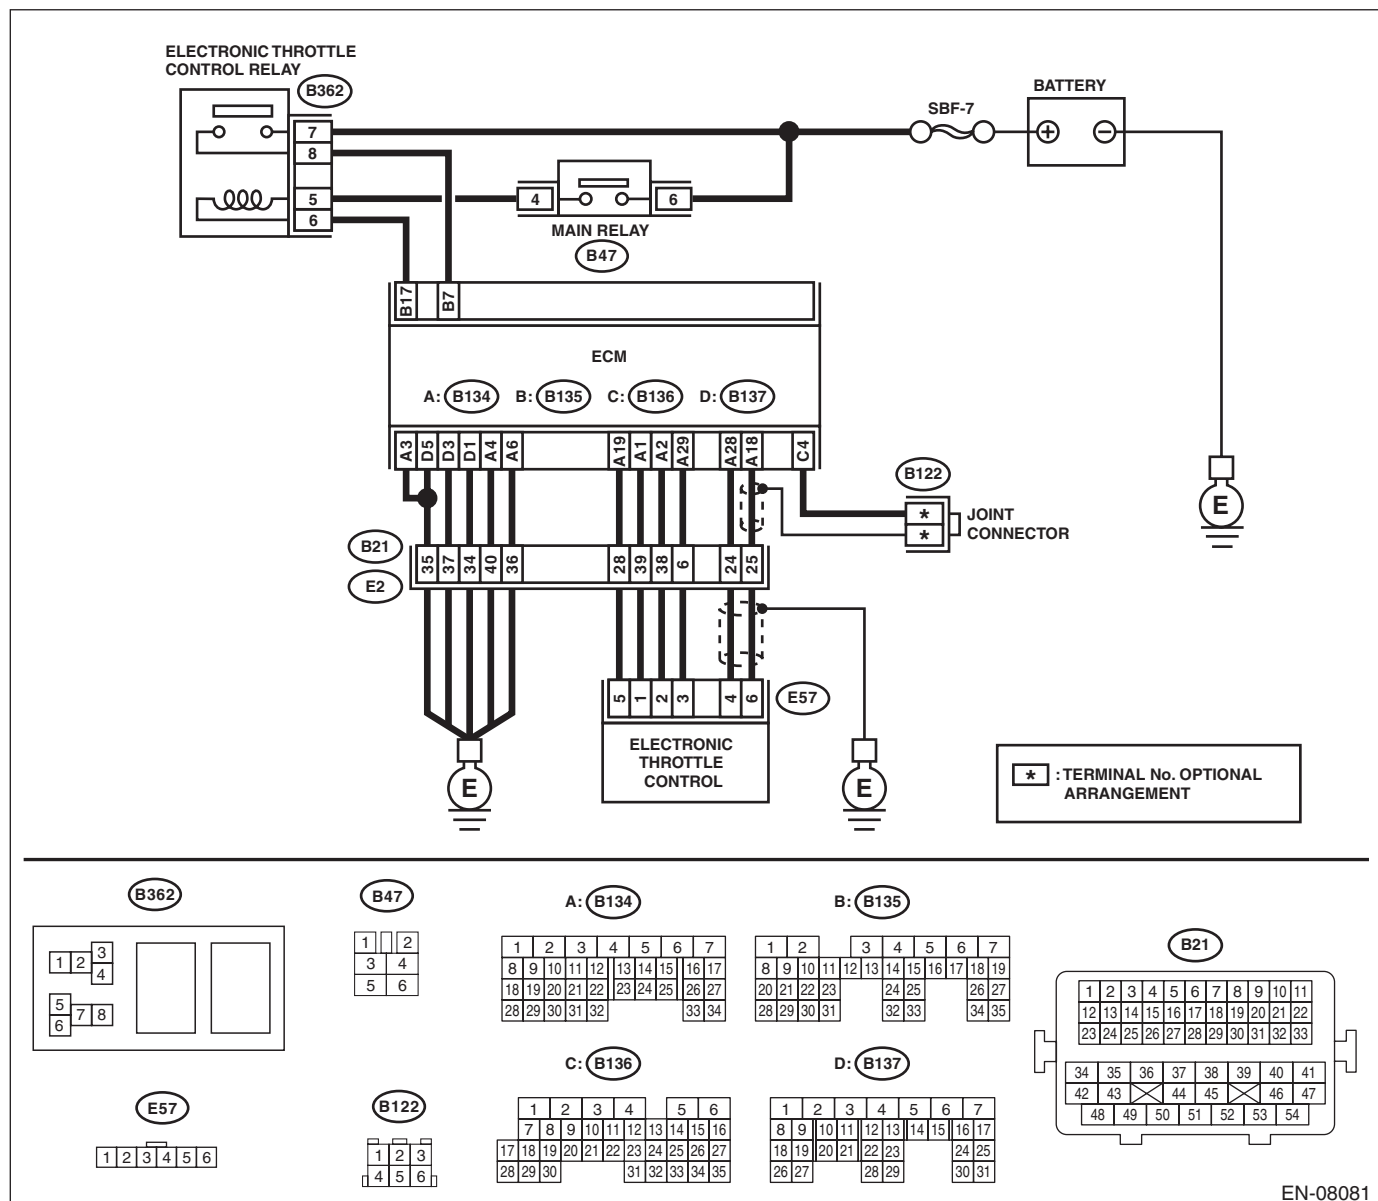 ELECTRONIC THROTTLE
CONTROL RELAY
B362
7
8
5
6
SBF-7
BATTERY
+ −
4
6
MAIN RELAY
B47
B17 B7
ECM
A: B134 B: B135 C: B136 D: B137
A3 D5 D3 D1 A4 A6 A19 A1 A2 A29 A28 A18 C4
B122
*
*
JOINT
CONNECTOR
E
B21
E2
35 37 34 40 36 28 39 38 6 24 25
5 1 2 3 4 6
E57
ELECTRONIC
THROTTLE
CONTROL
E
E
* : TERMINAL No. OPTIONAL
ARRANGEMENT
B362
1 2 3
4
5
6 7 8
B47
1 2
3 4
5 6
A: B134
1 2 3 4 5 6 7
8 9 10 11 12 13 14 15 16 17
18 19 20 21 22 23 24 25 26 27
28 29 30 31 32 33 34
B: B135
1 2 3 4 5 6 7
8 9 10 11 12 13 14 15 16 17 18 19
20 21 22 23 24 25 26 27
28 29 30 31 32 33 34 35
B21
1 2 3 4 5 6 7 8 9 10 11
12 13 14 15 16 17 18 19 20 21 22
23 24 25 26 27 28 29 30 31 32 33
34 35 36 37 38 39 40 41
42 43 44 45 46 47
48 49 50 51 52 53 54
E57
1 2 3 4 5 6
B122
1 2 3
4 5 6
C: B136
1 2 3 4 5 6
7 8 9 10 11 12 13 14 15 16
17 18 19 20 21 22 23 24 25 26 27
28 29 30 31 32 33 34 35
D: B137
1 2 3 4 5 6 7
8 9 10 11 12 13 14 15 16 17
18 19 20 21 22 23 24 25
26 27 28 29 30 31
EN-08081